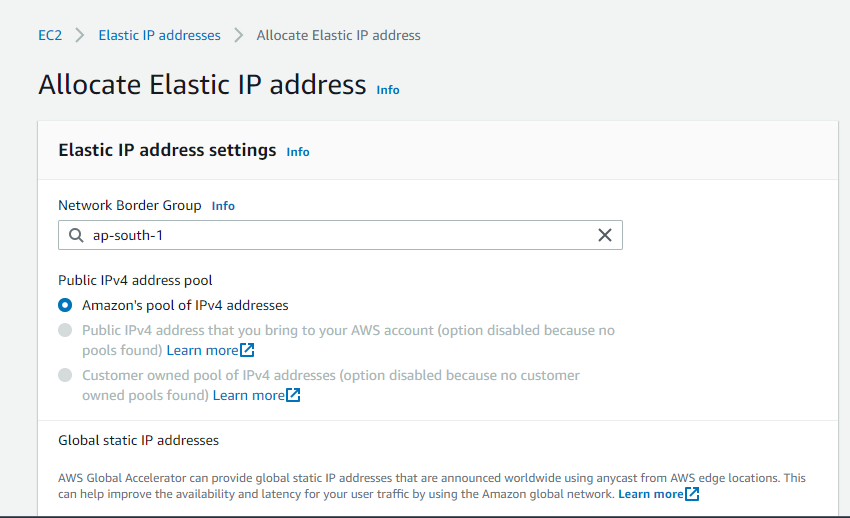 EC2 > Elastic IP addresses > Allocate Elastic IP address
Allocate Elastic IP address Info
Elastic IP address settings Info
Network Border Group Info
ap-south-1
Public IPv4 address pool
Amazon's pool of IPv4 addresses
Public IPv4 address that you bring to your AWS account (option disabled because no
pools found) Learn more
Customer owned pool of IPv4 addresses (option disabled because no customer
owned pools found) Learn more
Global static IP addresses
AWS Global Accelerator can provide global static IP addresses that are announced worldwide using anycast from AWS edge locations. This
can help improve the availability and latency for your user traffic by using the Amazon global network. Learn more